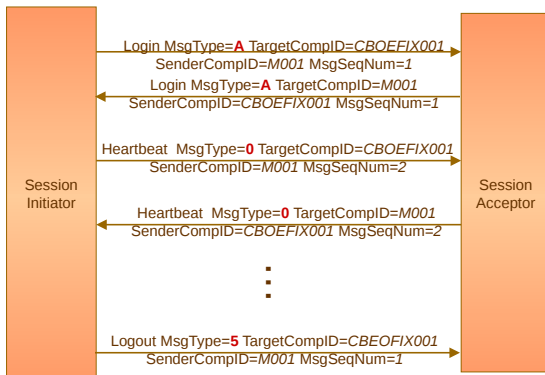 Login MsgType=A TargetCompID=CBOEFIX001
SenderCompID=M001 MsgSeqNum=1
Login MsgType=A TargetCompID=M001
SenderCompID=CBOEFIX001 MsgSeqNum=1
Heartbeat MsgType=0 TargetCompID=CBOEFIX001
SenderCompID=M001 MsgSeqNum=2
Session
Initiator
Session
Acceptor
Heartbeat MsgType=0 TargetCompID=M001
SenderCompID=CBOEFIX001 MsgSeqNum=2
Logout MsgType=5 TargetCompID=CBEOFIX001
SenderCompID=M001 MsgSeqNum=1